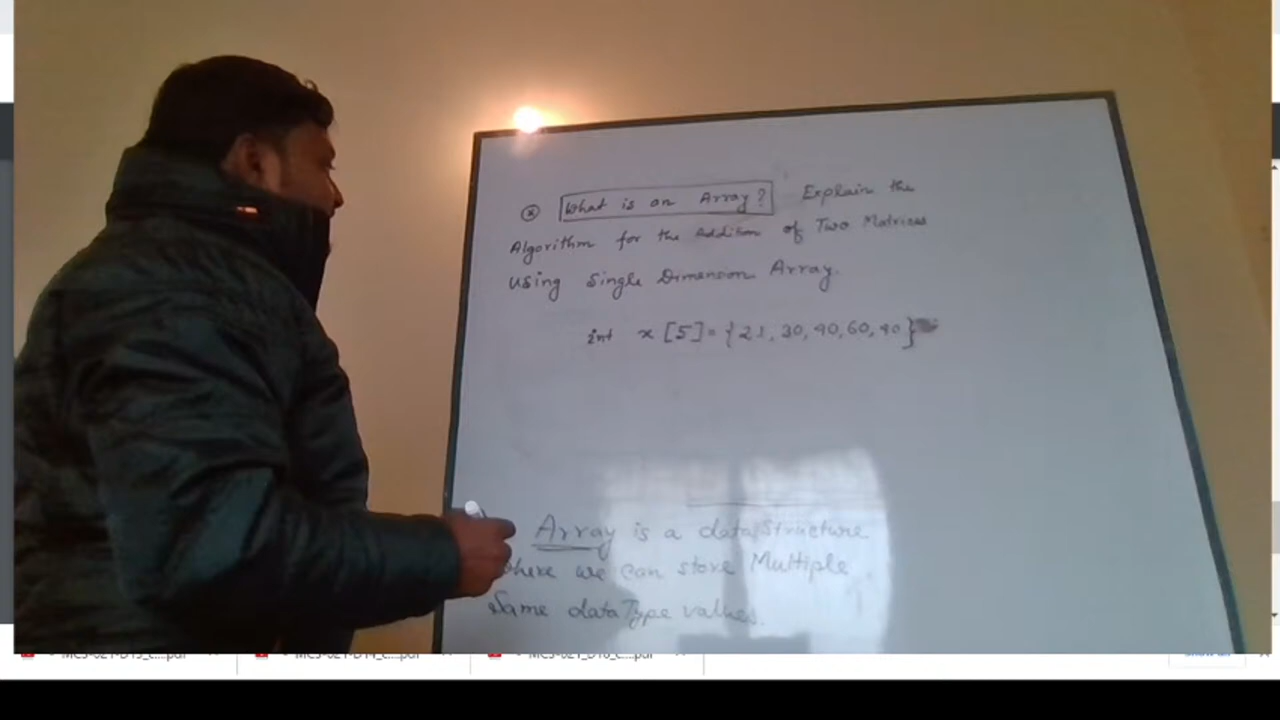 (x) What is an Array? Explain the
Algorithm for the Addition of Two Matrices
Using Single Dimension Array.
int x [5] = {21, 30, 40, 60, 90}
Array is a data Structure
where we can store Multiple
Same data Type values.